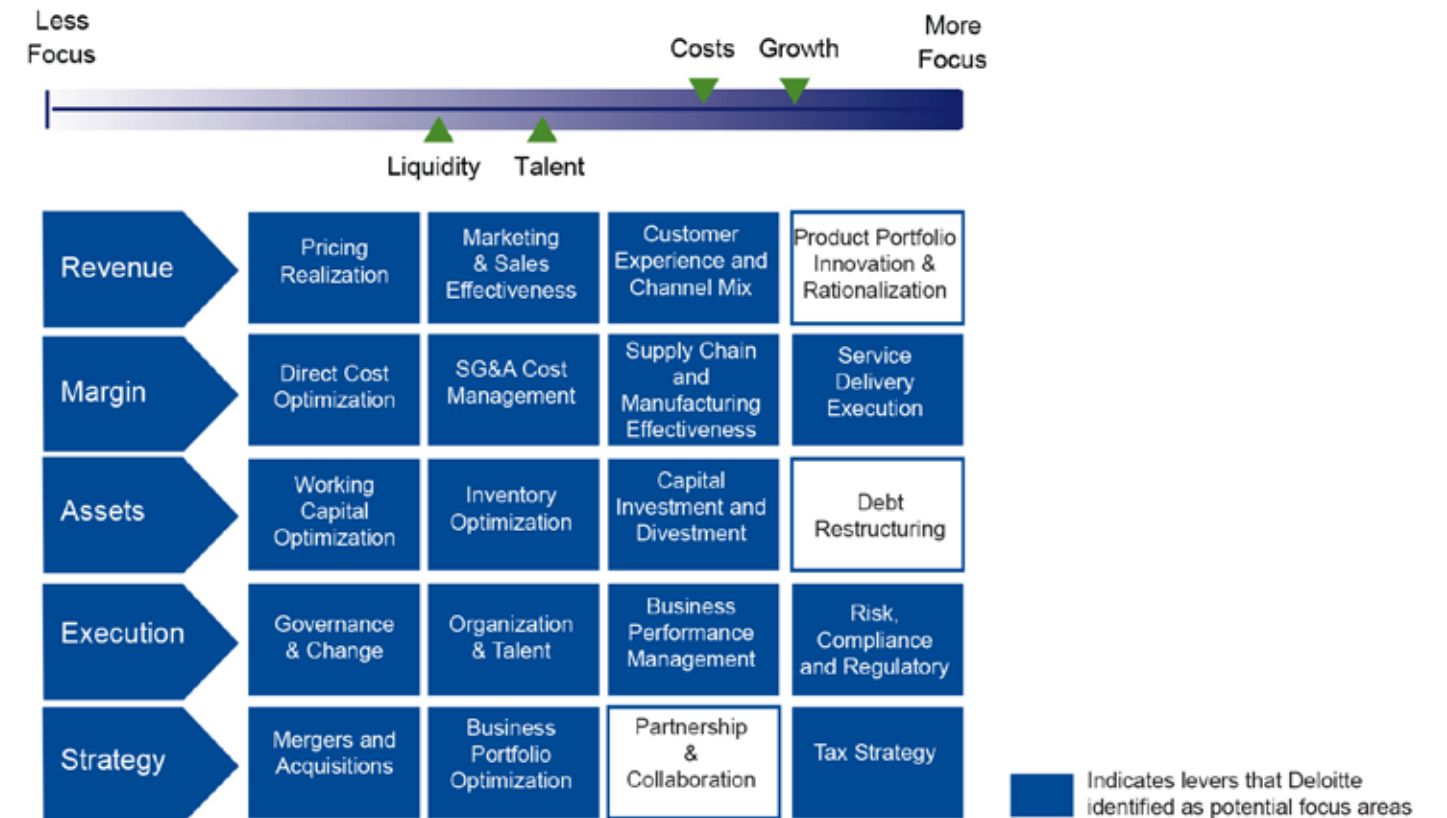 Less
Focus
More
Focus
Costs
Growth
Liquidity
Talent
Revenue
Pricing
Realization
Marketing
& Sales
Effectiveness
Customer
Experience and
Channel Mix
Product Portfolio
Innovation &
Rationalization
Margin
Direct Cost
Optimization
SG&A Cost
Management
Supply Chain
and
Manufacturing
Effectiveness
Service
Delivery
Execution
Assets
Working
Capital
Optimization
Inventory
Optimization
Capital
Investment and
Divestment
Debt
Restructuring
Execution
Governance
& Change
Organization
& Talent
Business
Performance
Management
Risk,
Compliance
and Regulatory
Strategy
Mergers and
Acquisitions
Business
Portfolio
Optimization
Partnership
&
Collaboration
Tax Strategy
Indicates levers that Deloitte
identified as potential focus areas